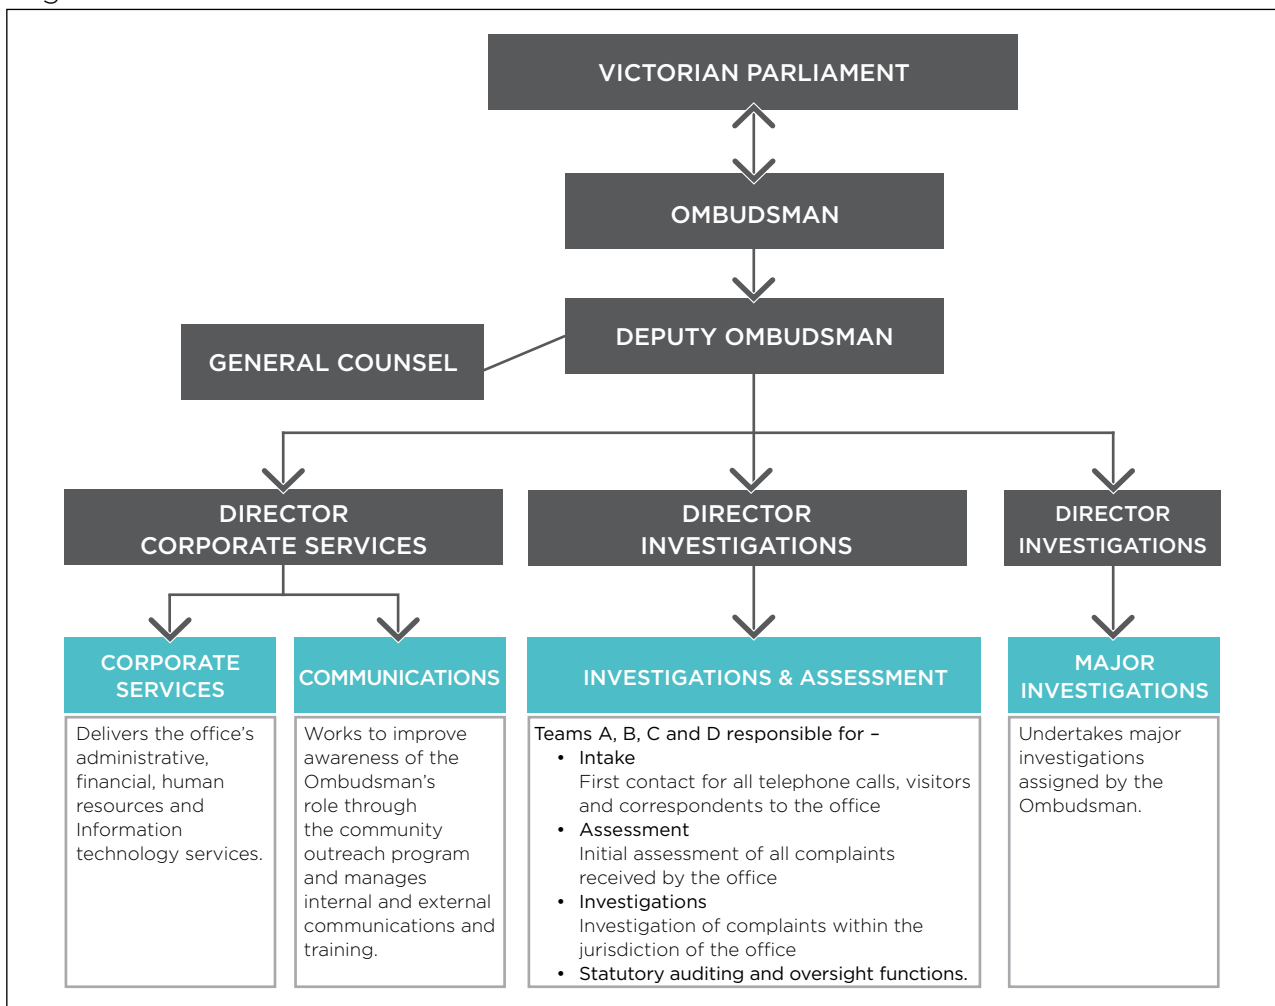 VICTORIAN PARLIAMENT
OMBUDSMAN
DEPUTY OMBUDSMAN
GENERAL COUNSEL
DIRECTOR
CORPORATE SERVICES
DIRECTOR
INVESTIGATIONS
DIRECTOR
INVESTIGATIONS
CORPORATE
SERVICES
Delivers the office's
administrative,
financial, human
resources and
Information
technology services.
COMMUNICATIONS
Works to improve
awareness of the
Ombudsman's
role through
the community
outreach program
and manages
internal and external
communications and
training.
INVESTIGATIONS & ASSESSMENT
Teams A, B, C and D responsible for –
• Intake
First contact for all telephone calls, visitors
and correspondents to the office
• Assessment
Initial assessment of all complaints
received by the office
• Investigations
Investigation of complaints within the
jurisdiction of the office
• Statutory auditing and oversight functions.
MAJOR
INVESTIGATIONS
Undertakes major
investigations
assigned by the
Ombudsman.